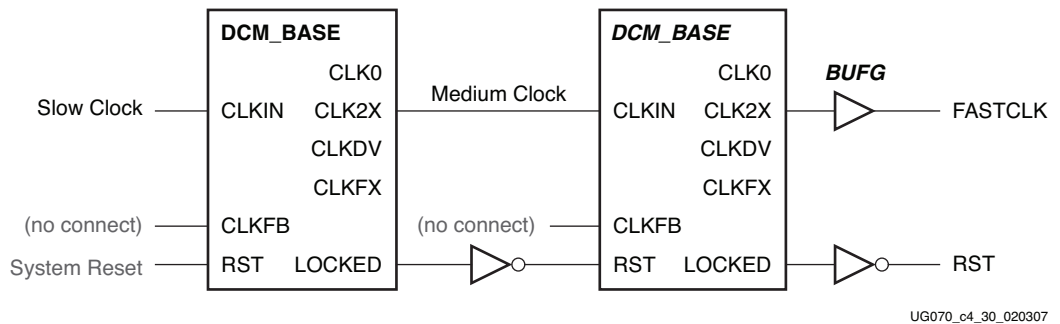 DCM_BASE
CLK0
Slow Clock
CLKIN
CLK2X
CLKDV
CLKFX
(no connect)
CLKFB
System Reset
RST
LOCKED
Medium Clock
(no connect)
DCM_BASE
CLK0
CLKIN
CLK2X
CLKDV
CLKFX
CLKFB
RST
LOCKED
BUFG
FASTCLK
RST
UG070_c4_30_020307